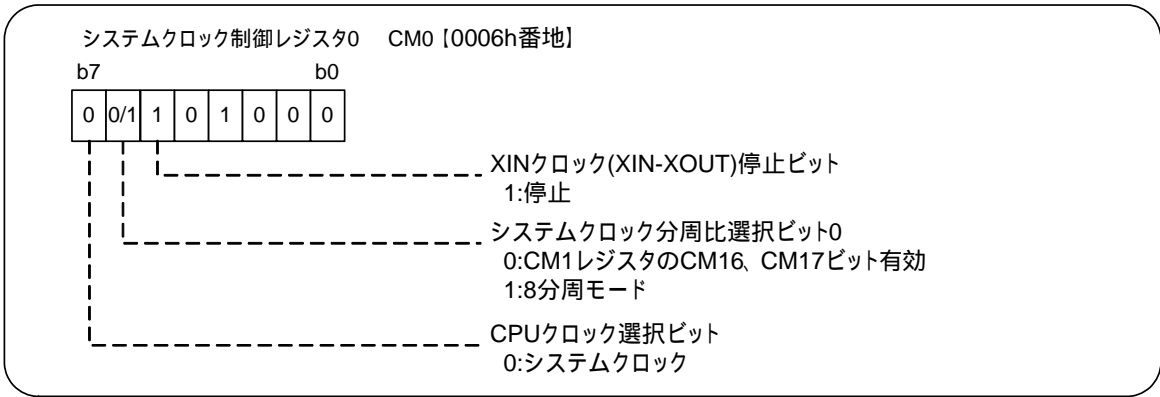 システムクロック制御レジスタ0 CM0【0006h番地】
b7 b0
0 0/1 1 0 1 0 0 0
XINクロック(XIN-XOUT)停止ビット
1:停止
システムクロック分周比選択ビット0
0:CM1レジスタのCM16、CM17ビット有効
1:8分周モード
CPUクロック選択ビット
0:システムクロック